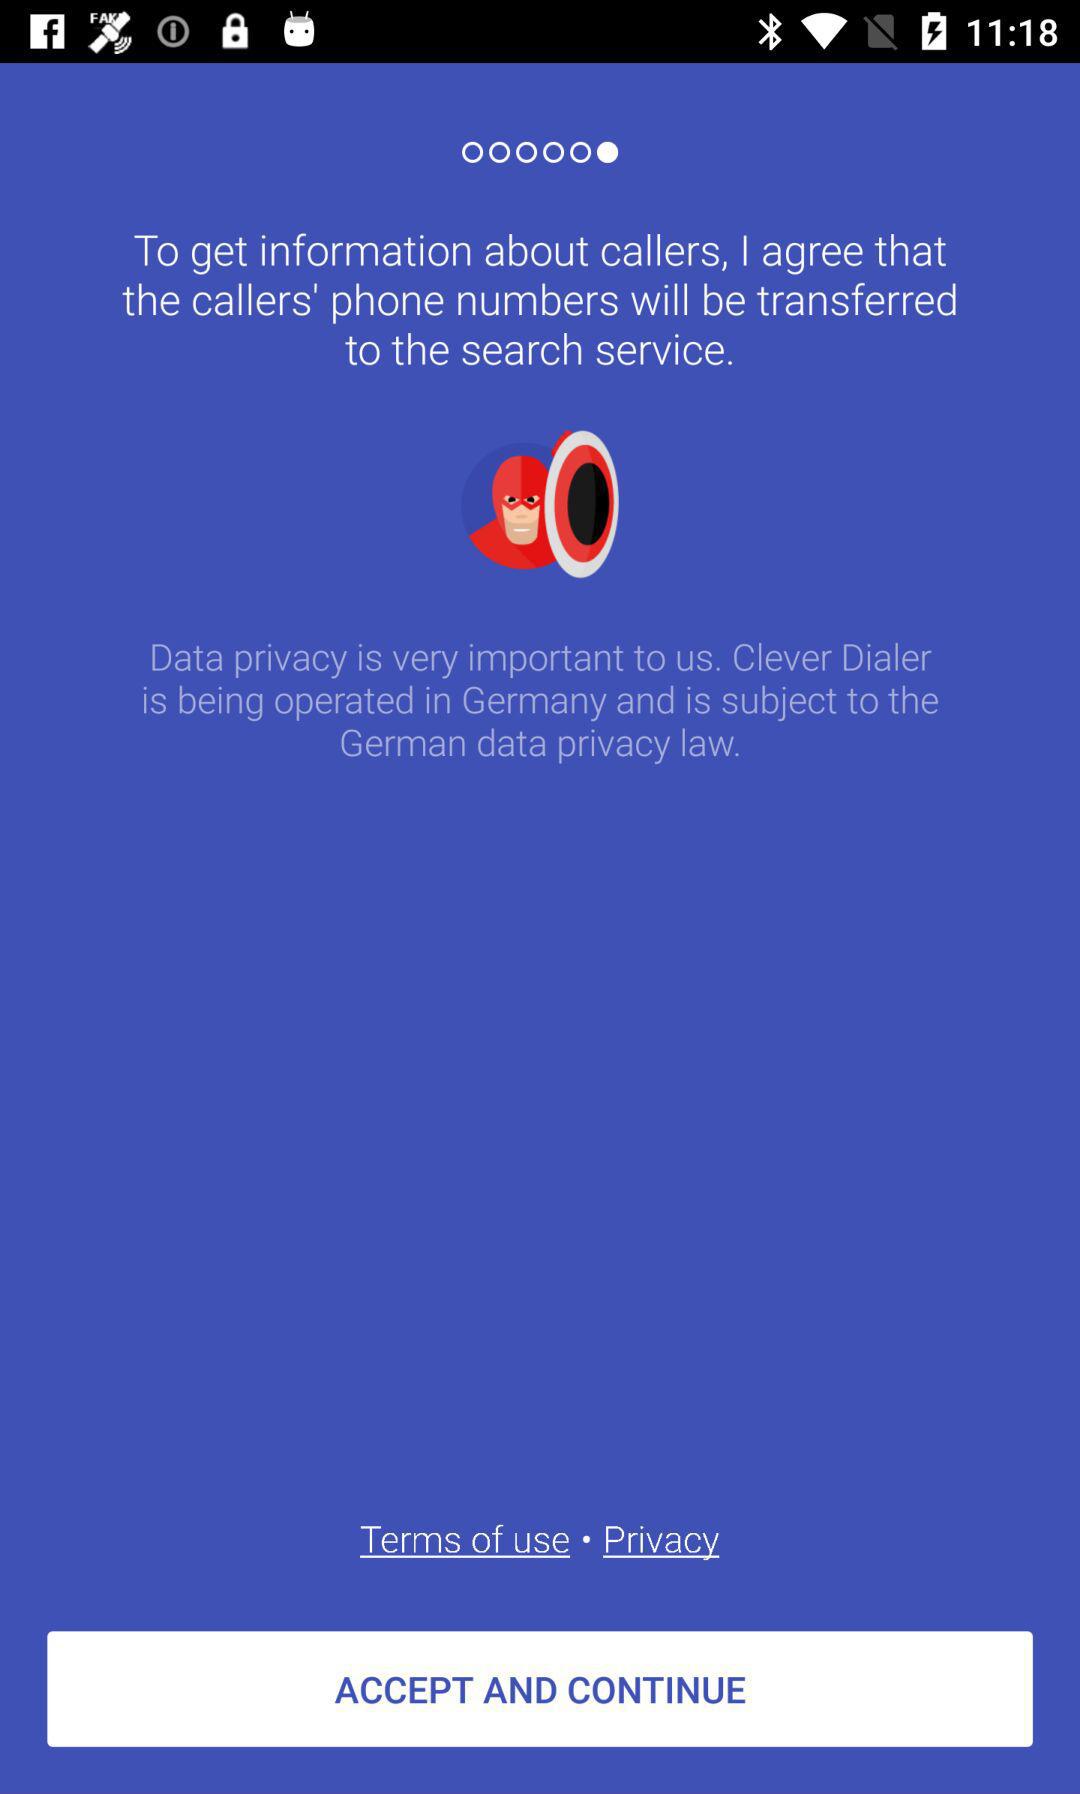 FAK
11:18
To get information about callers, I agree that
the callers' phone numbers will be transferred
to the search service.
Data privacy is very important to us. Clever Dialer
is being operated in Germany and is subject to the
German data privacy law.
Terms of use • Privacy
ACCEPT AND CONTINUE